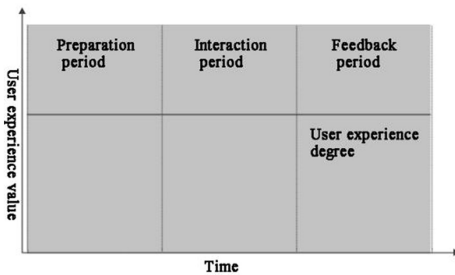 Preparation
period
Interaction
period
Feedback
period
User experience
degree
User experience value
Time